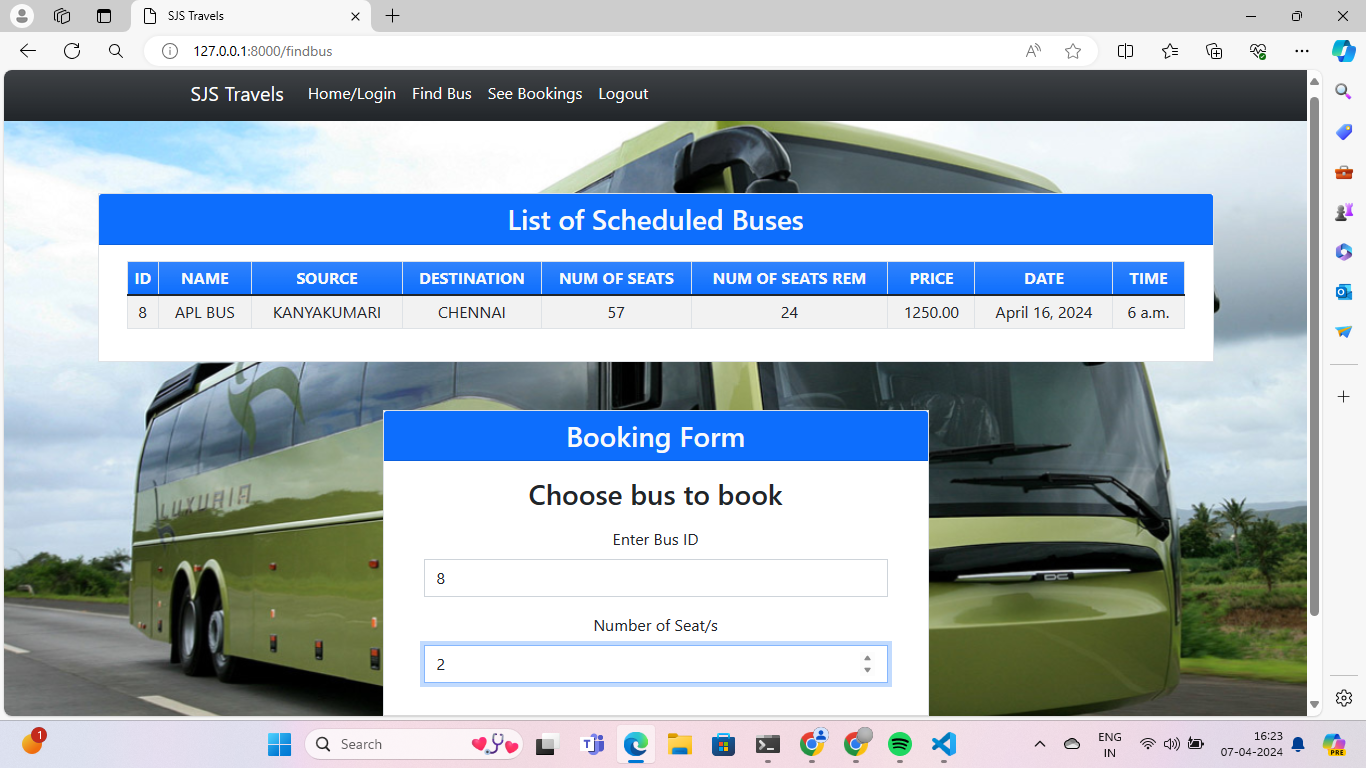 SJS Travels
127.0.0.1:8000/findbus
SJS Travels Home/Login Find Bus See Bookings Logout
List of Scheduled Buses
ID NAME SOURCE DESTINATION NUM OF SEATS NUM OF SEATS REM PRICE DATE TIME
8 APL BUS KANYAKUMARI CHENNAI 57 24 1250.00 April 16, 2024 6 a.m.
Booking Form
LUXURIA
Choose bus to book
Enter Bus ID
8
DC
Number of Seat/s
2
1
Search
ENG
IN
16:23
07-04-2024
PRE